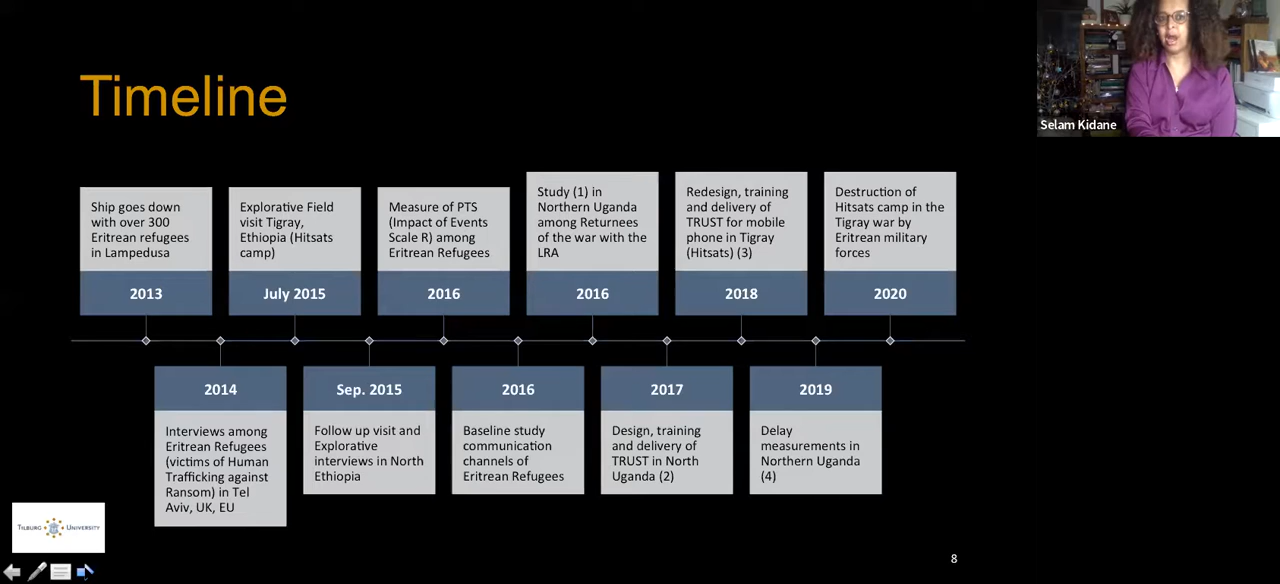 Timeline
Selam Kidane
Ship goes down
with over 300
Eritrean refugees
in Lampedusa
2013
Explorative Field
visit Tigray,
Ethiopia (Hitsats
camp)
July 2015
Measure of PTS
(Impact of Events
Scale R) among
Eritrean Refugees
2016
Study (1) in
Northern Uganda
among Returnees
of the war with the
LRA
2016
Redesign, training
and delivery of
TRUST for mobile
phone in Tigray
(Hitsats) (3)
2018
Destruction of
Hitsats camp in the
Tigray war by
Eritrean military
forces
2020
2014
Interviews among
Eritrean Refugees
(victims of Human
Trafficking against
Ransom) in Tel
Aviv, UK, EU
Sep. 2015
Follow up visit and
Explorative
interviews in North
Ethiopia
2016
Baseline study
communication
channels of
Eritrean Refugees
2017
Design, training
and delivery of
TRUST in North
Uganda (2)
2019
Delay
measurements in
Northern Uganda
(4)
TILBURG UNIVERSITY
8